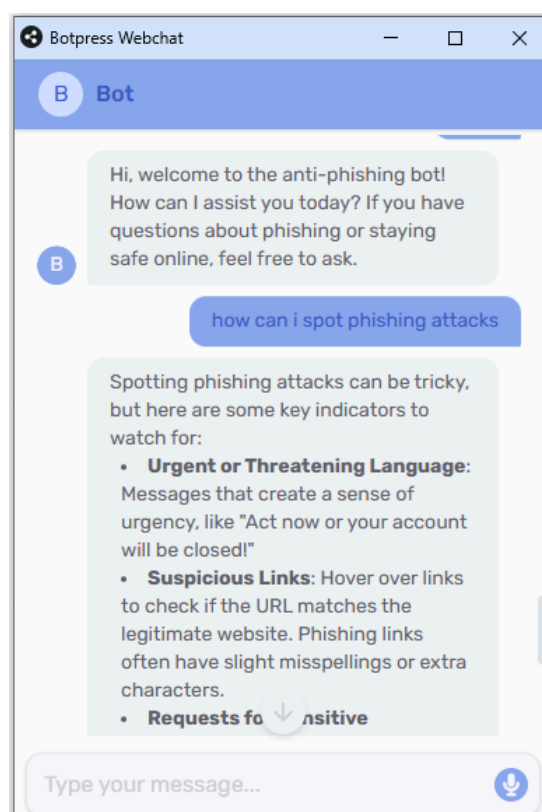 Botpress Webchat
B Bot
Hi, welcome to the anti-phishing bot!
How can I assist you today? If you have
questions about phishing or staying
safe online, feel free to ask.
B
how can i spot phishing attacks
Spotting phishing attacks can be tricky,
but here are some key indicators to
watch for:
• Urgent or Threatening Language:
Messages that create a sense of
urgency, like "Act now or your account
will be closed!"
• Suspicious Links: Hover over links
to check if the URL matches the
legitimate website. Phishing links
often have slight misspellings or extra
characters.
• Requests
Type your message...